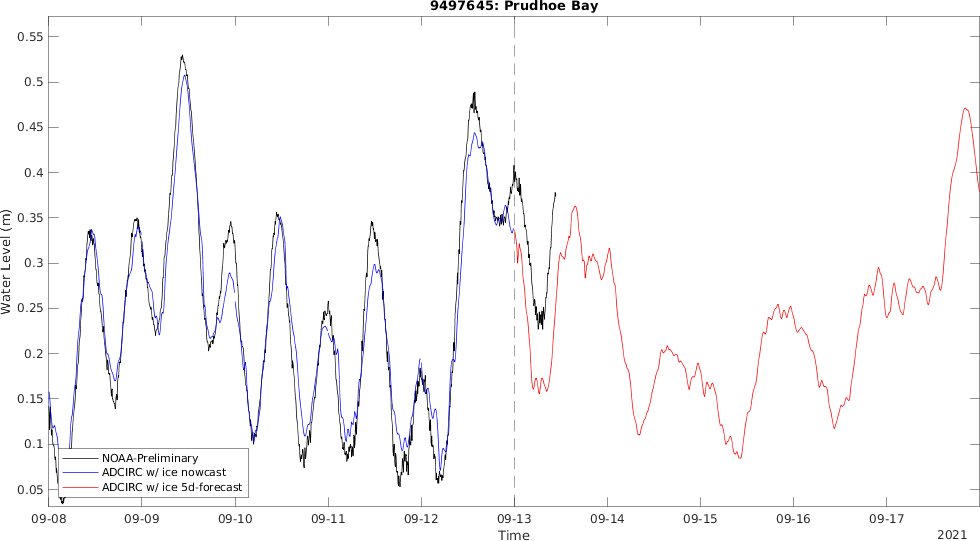 9497645: Prudhoe Bay
Water Level (m)
0.55
0.5
0.45
0.4
0.35
0.3
0.25
0.2
0.15
0.1
0.05
NOAA-Preliminary
ADCIRC w/ ice nowcast
ADCIRC w/ ice 5d-forecast
09-08 09-09 09-10 09-11 09-12 09-13 09-14 09-15 09-16 09-17
Time
2021